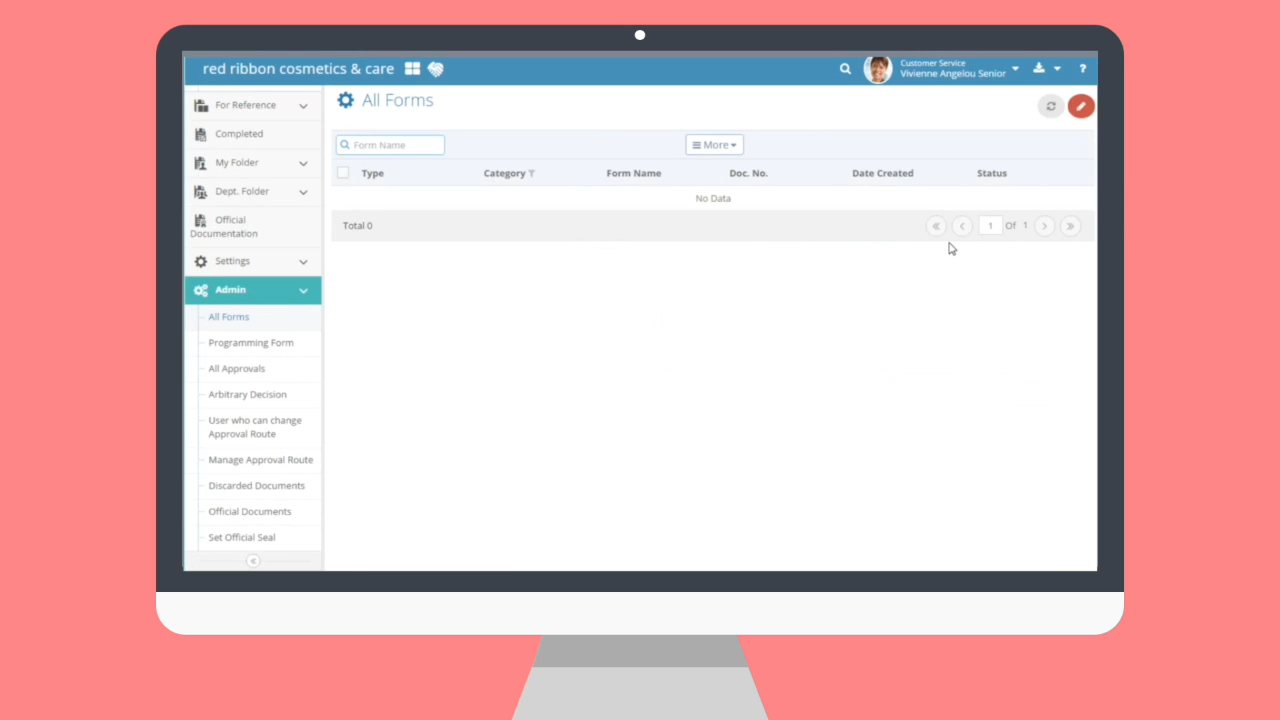 red ribbon cosmetics & care
Customer Service
Vivienne Angelou Senior
?
For Reference
Completed
My Folder
Dept. Folder
Official
Documentation
Settings
Admin
All Forms
Programming Form
All Approvals
Arbitrary Decision
User who can change
Approval Route
Manage Approval Route
Discarded Documents
Official Documents
Set Official Seal
All Forms
Form Name
More
Type Category Form Name Doc. No. Date Created Status
No Data
Total 0
1 Of 1